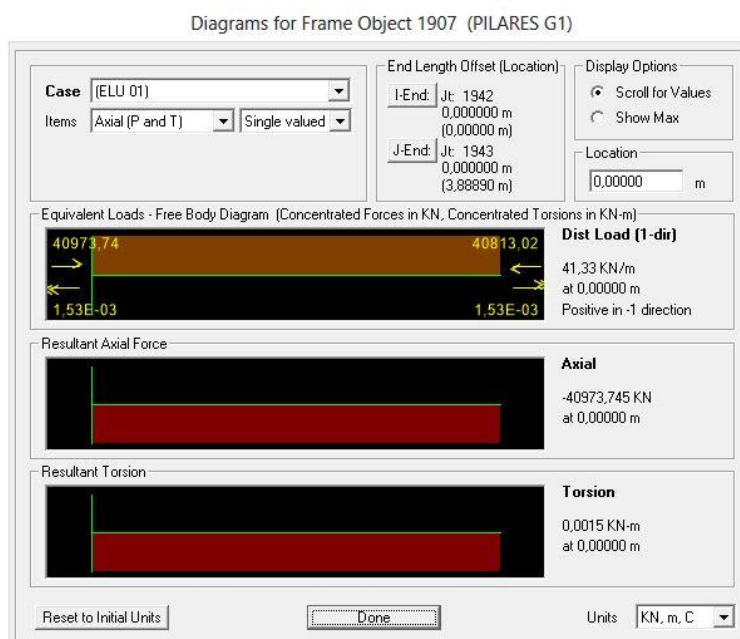 Diagrams for Frame Object 1907 (PILARES G1)
Case (ELU 01)
Items Axial (P and T) Single valued
End Length Offset (Location)
I-End: Jt: 1942
0,000000 m
(0,00000 m)
J-End: Jt: 1943
0,000000 m
(3,88890 m)
Display Options
Scroll for Values
Show Max
Location
0,00000 m
Equivalent Loads - Free Body Diagram (Concentrated Forces in KN, Concentrated Torsions in KN-m)
40973,74 40813,02
1,53E-03 1,53E-03
Dist Load (1-dir)
41,33 KN/m
at 0,00000 m
Positive in -1 direction
Resultant Axial Force
Axial
-40973,745 KN
at 0,00000 m
Resultant Torsion
Torsion
0,0015 KN-m
at 0,00000 m
Reset to Initial Units Done Units KN, m, C